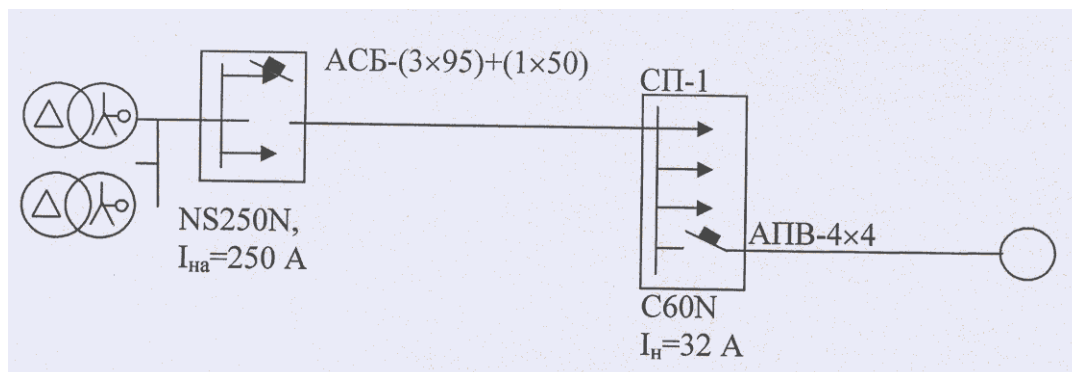 АСБ-(3×95)+(1×50)
СП-1
NS250N,
Iна=250 А
АПВ-4×4
C60N
Iн=32 А